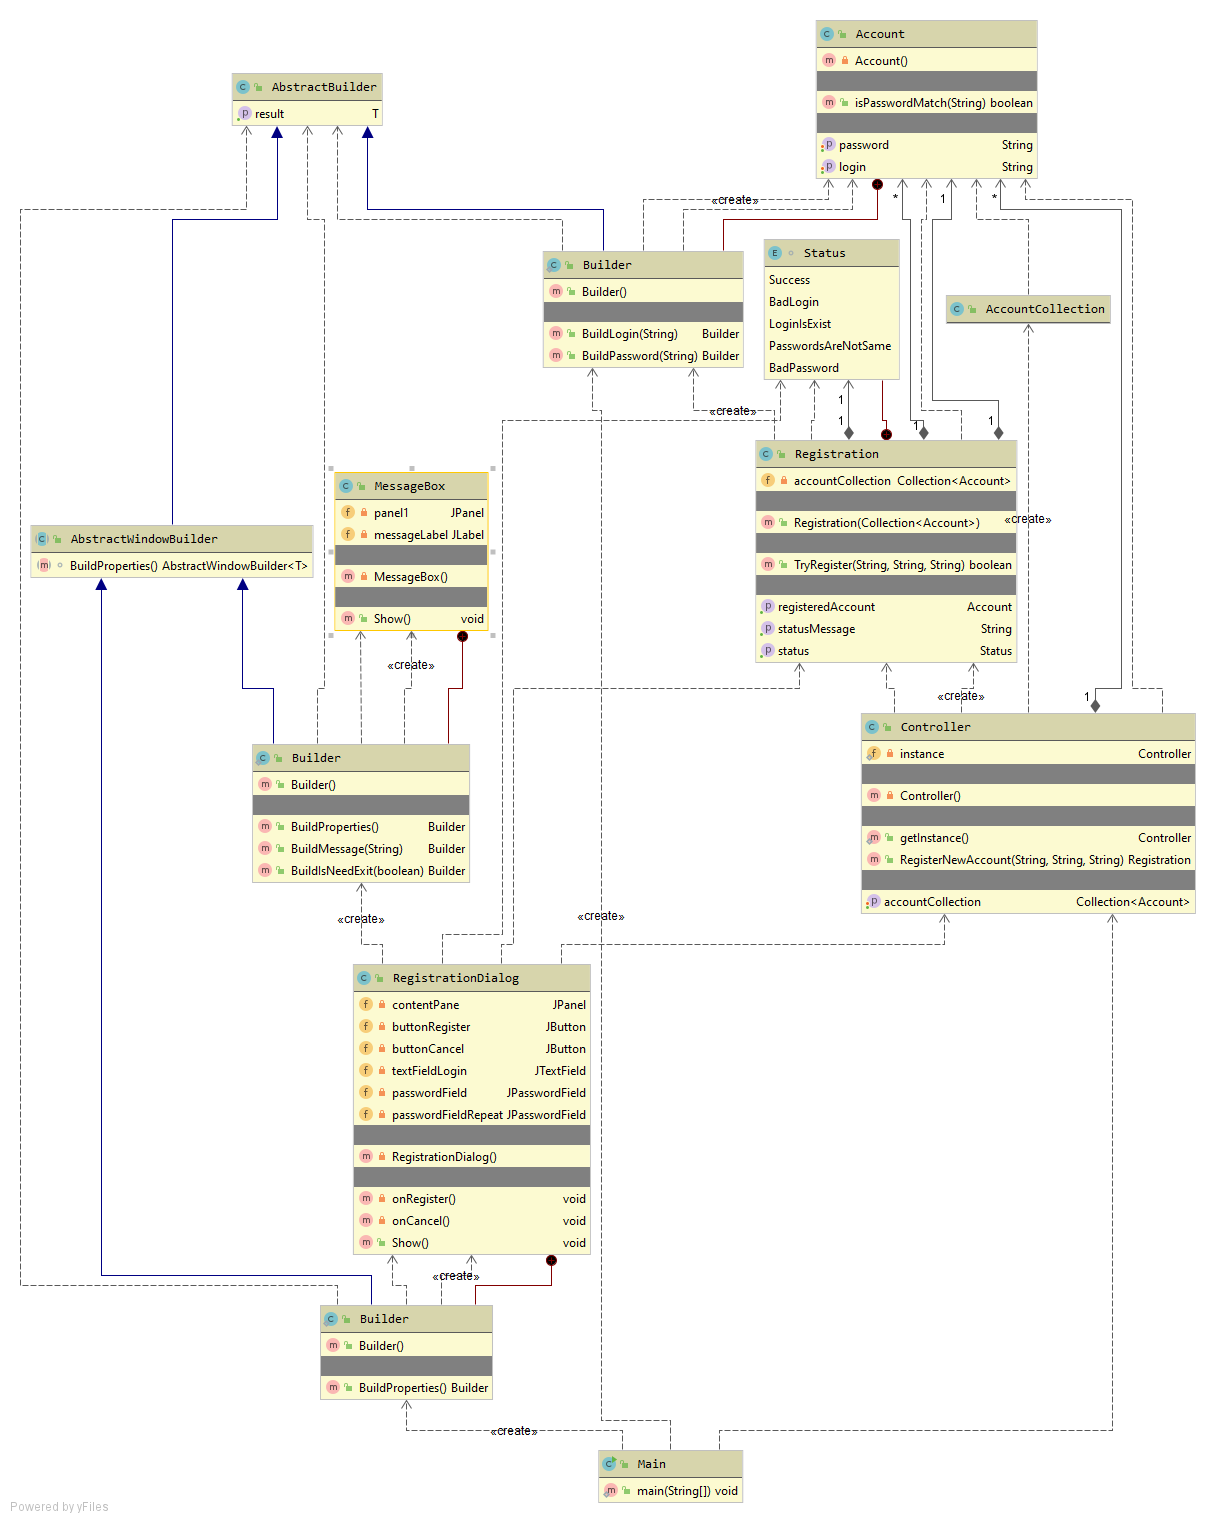 Account
Account()
isPasswordMatch(String) boolean
password String
login String
AbstractBuilder
result T
«create»
* 1 *
Builder
Builder()
BuildLogin(String) Builder
BuildPassword(String) Builder
Status
Success
BadLogin
LoginIsExist
PasswordsAreNotSame
BadPassword
AccountCollection
«create»
1
1 1 1
Registration
accountCollection Collection<Account>
Registration(Collection<Account>)
TryRegister(String, String, String) boolean
registeredAccount Account
statusMessage String
status Status
«create»
MessageBox
panel1 JPanel
messageLabel JLabel
MessageBox()
Show() void
AbstractWindowBuilder
BuildProperties() AbstractWindowBuilder<T>
«create»
«create»
1
Controller
instance Controller
Controller()
getInstance() Controller
RegisterNewAccount(String, String, String) Registration
accountCollection Collection<Account>
Builder
Builder()
BuildProperties() Builder
BuildMessage(String) Builder
BuildIsNeedExit(boolean) Builder
«create»
«create»
RegistrationDialog
contentPane JPanel
buttonRegister JButton
buttonCancel JButton
textFieldLogin JTextField
passwordField JPasswordField
passwordFieldRepeat JPasswordField
RegistrationDialog()
onRegister() void
onCancel() void
Show() void
«create»
Builder
Builder()
BuildProperties() Builder
«create»
Main
main(String[]) void
Powered by yFiles